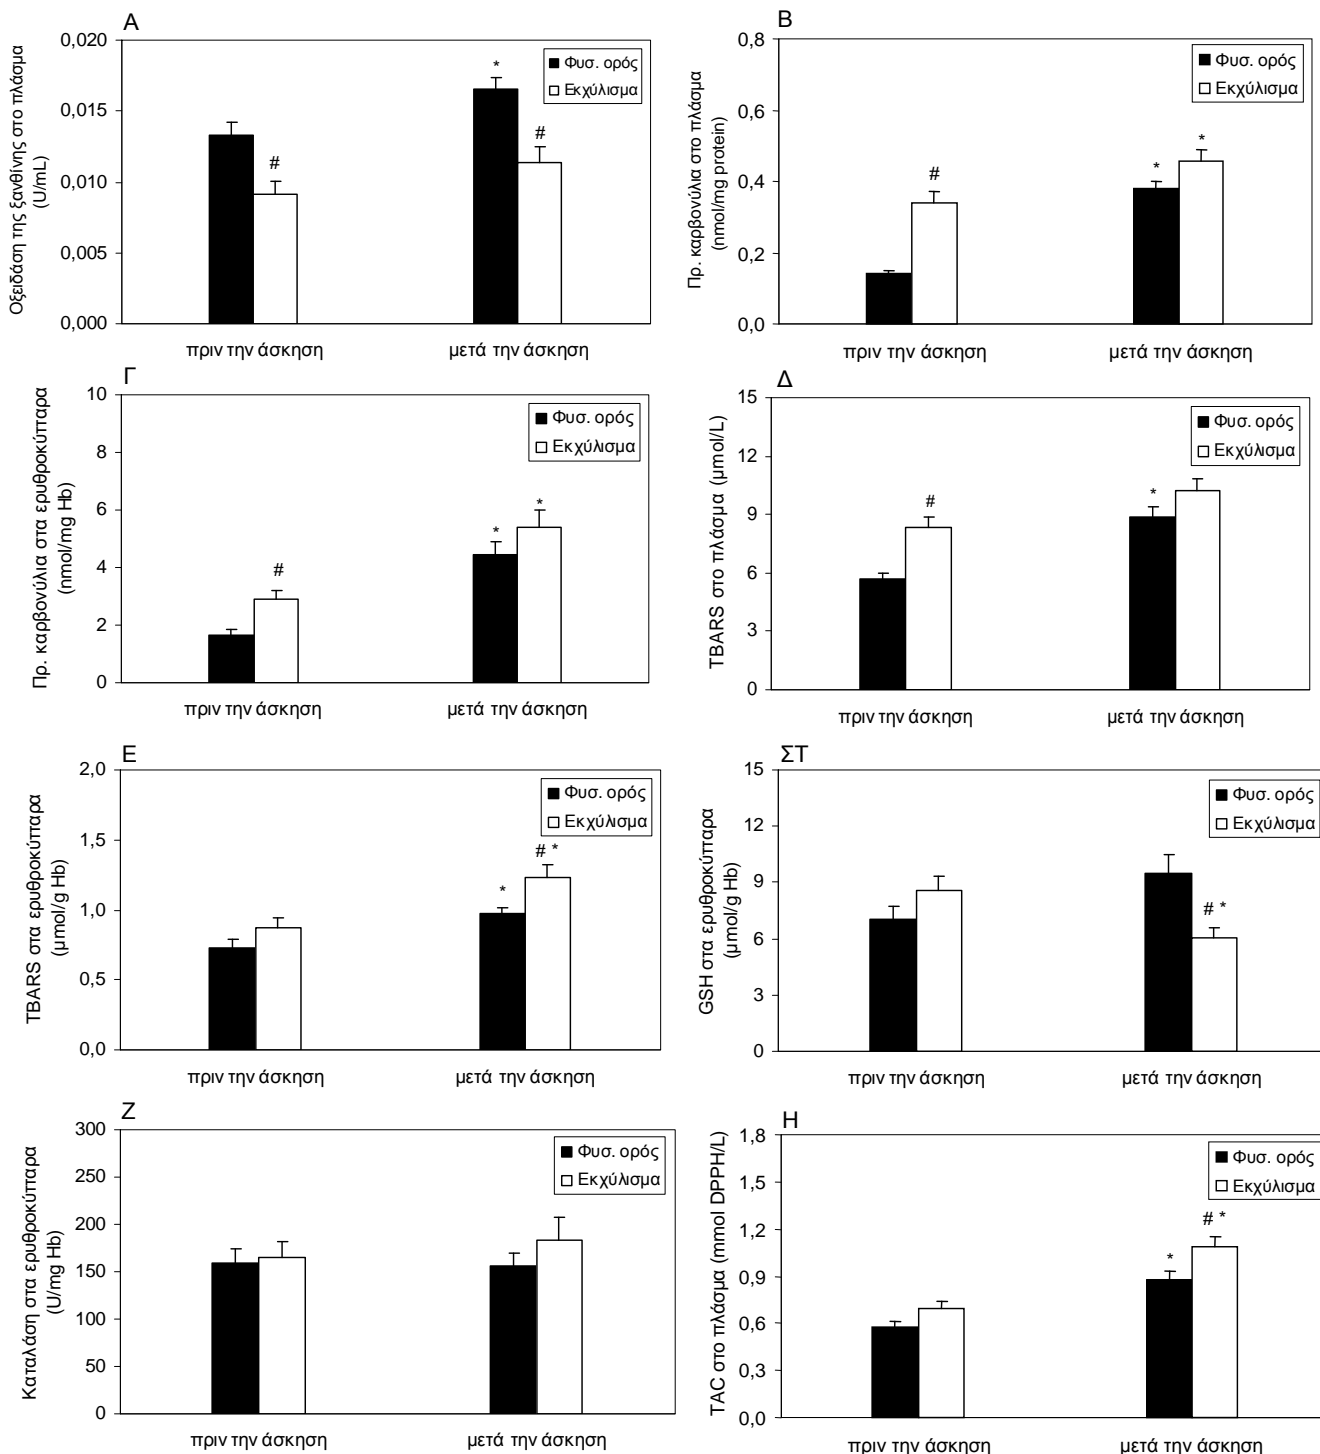 A
Οξειδάση της ξανθίνης στο πλάσμα
(U/mL)
0,020
0,015
0,010
0,005
0,000
Φυσ. ορός
Εκχύλισμα
#
*
#
πριν την άσκηση
μετά την άσκηση
B
Πρ. καρβονύλια στο πλάσμα
(nmol/mg protein)
0,8
0,6
0,4
0,2
0,0
Φυσ. ορός
Εκχύλισμα
#
*
*
πριν την άσκηση
μετά την άσκηση
Γ
Πρ. καρβονύλια στα ερυθροκύτταρα
(nmol/mg Hb)
10
8
6
4
2
0
Φυσ. ορός
Εκχύλισμα
#
*
*
πριν την άσκηση
μετά την άσκηση
Δ
TBARS στο πλάσμα (μmol/L)
15
12
9
6
3
0
Φυσ. ορός
Εκχύλισμα
#
*
πριν την άσκηση
μετά την άσκηση
E
TBARS στα ερυθροκύτταρα
(μmol/g Hb)
2,0
1,5
1,0
0,5
0,0
Φυσ. ορός
Εκχύλισμα
*
# *
πριν την άσκηση
μετά την άσκηση
ΣΤ
GSH στα ερυθροκύτταρα
(μmol/g Hb)
15
12
9
6
3
0
Φυσ. ορός
Εκχύλισμα
# *
πριν την άσκηση
μετά την άσκηση
Z
Καταλάση στα ερυθροκύτταρα
(U/mg Hb)
300
250
200
150
100
50
0
Φυσ. ορός
Εκχύλισμα
πριν την άσκηση
μετά την άσκηση
H
TAC στο πλάσμα (mmol DPPH/L)
1,8
1,5
1,2
0,9
0,6
0,3
0,0
Φυσ. ορός
Εκχύλισμα
*
# *
πριν την άσκηση
μετά την άσκηση